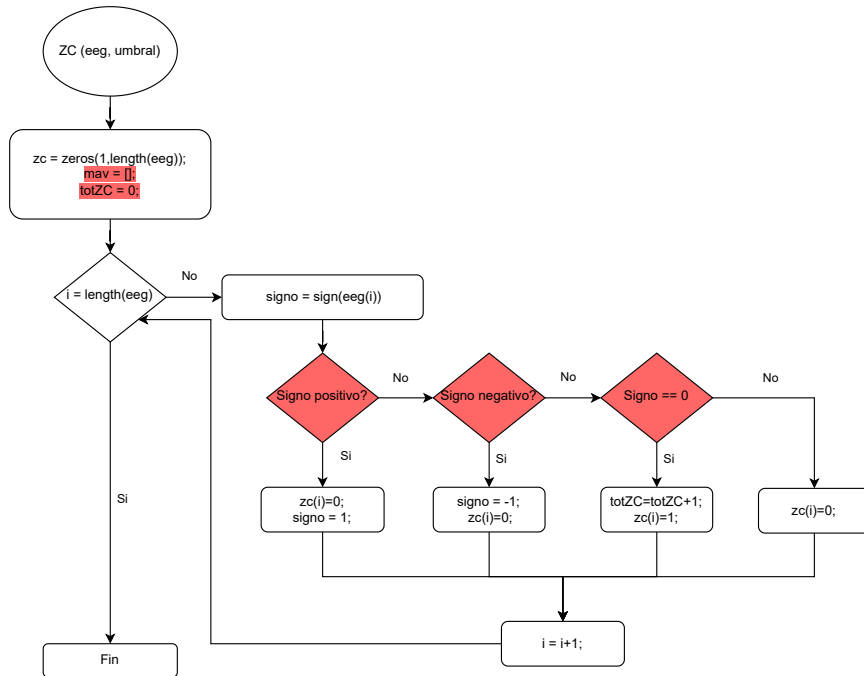 ZC (eeg, umbral)
zc = zeros(1,length(eeg));
mav = [];
totZC = 0;
i = length(eeg)
No
signo = sign(eeg(i))
Signo positivo?
No
Signo negativo?
No
Signo == 0
No
Si
Si
Si
zc(i)=0;
signo = 1;
signo = -1;
zc(i)=0;
totZC=totZC+1;
zc(i)=1;
zc(i)=0;
Si
i = i+1;
Fin